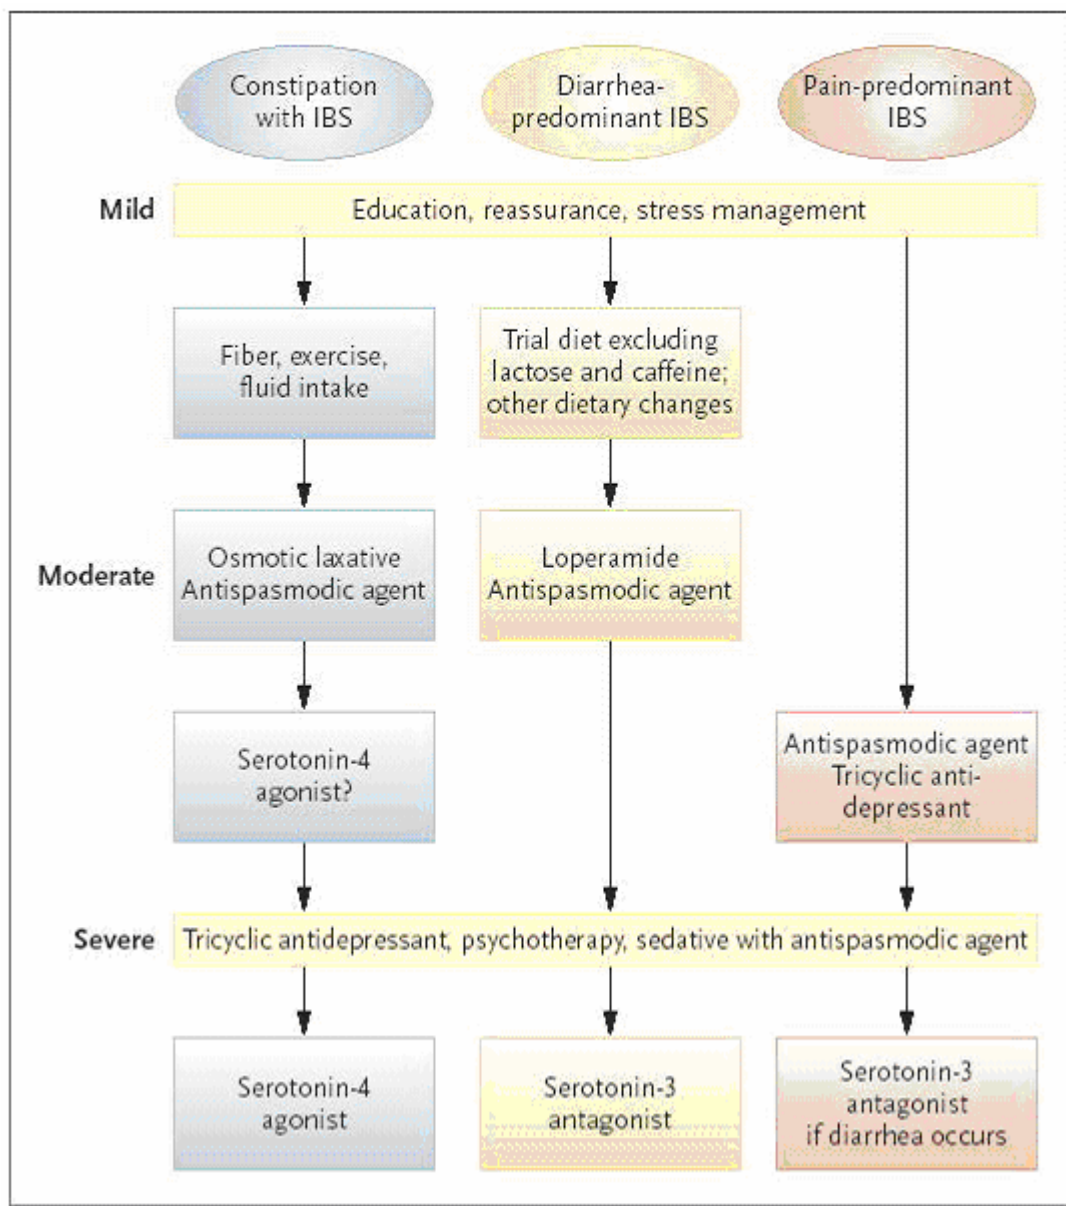 Constipation
with IBS
Diarrhea-
predominant IBS
Pain-predominant
IBS
Mild
Education, reassurance, stress management
Fiber, exercise,
fluid intake
Trial diet excluding
lactose and caffeine;
other dietary changes
Moderate
Osmotic laxative
Antispasmodic agent
Loperamide
Antispasmodic agent
Serotonin-4
agonist?
Antispasmodic agent
Tricyclic anti-
depressant
Severe
Tricyclic antidepressant, psychotherapy, sedative with antispasmodic agent
Serotonin-4
agonist
Serotonin-3
antagonist
Serotonin-3
antagonist
if diarrhea occurs